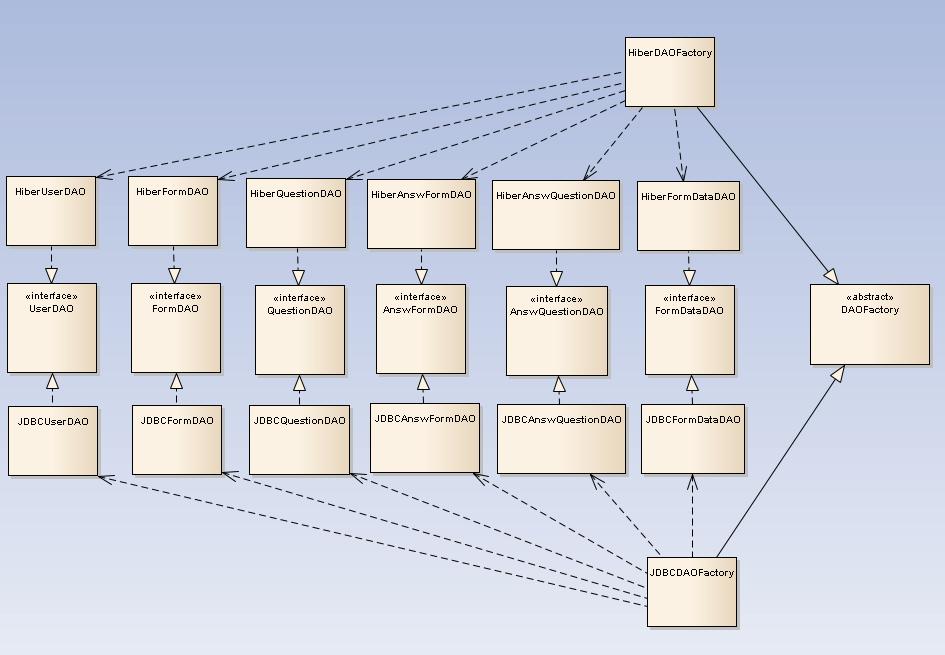 HiberDAOFactory
HiberUserDAO
HiberFormDAO
HiberQuestionDAO
HiberAnswFormDAO
HiberAnswQuestionDAO
HiberFormDataDAO
«interface»
UserDAO
«interface»
FormDAO
«interface»
QuestionDAO
«interface»
AnswFormDAO
«interface»
AnswQuestionDAO
«interface»
FormDataDAO
«abstract»
DAOFactory
JDBCUserDAO
JDBCFormDAO
JDBCQuestionDAO
JDBCAnswFormDAO
JDBCAnswQuestionDAO
JDBCFormDataDAO
JDBCDAOFactory